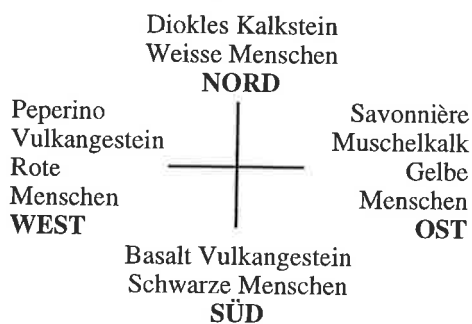 Diokles Kalkstein
Weisse Menschen
NORD
Peperino
Vulkangestein
Rote
Menschen
WEST
Savonnière
Muschelkalk
Gelbe
Menschen
OST
Basalt Vulkangestein
Schwarze Menschen
SÜD